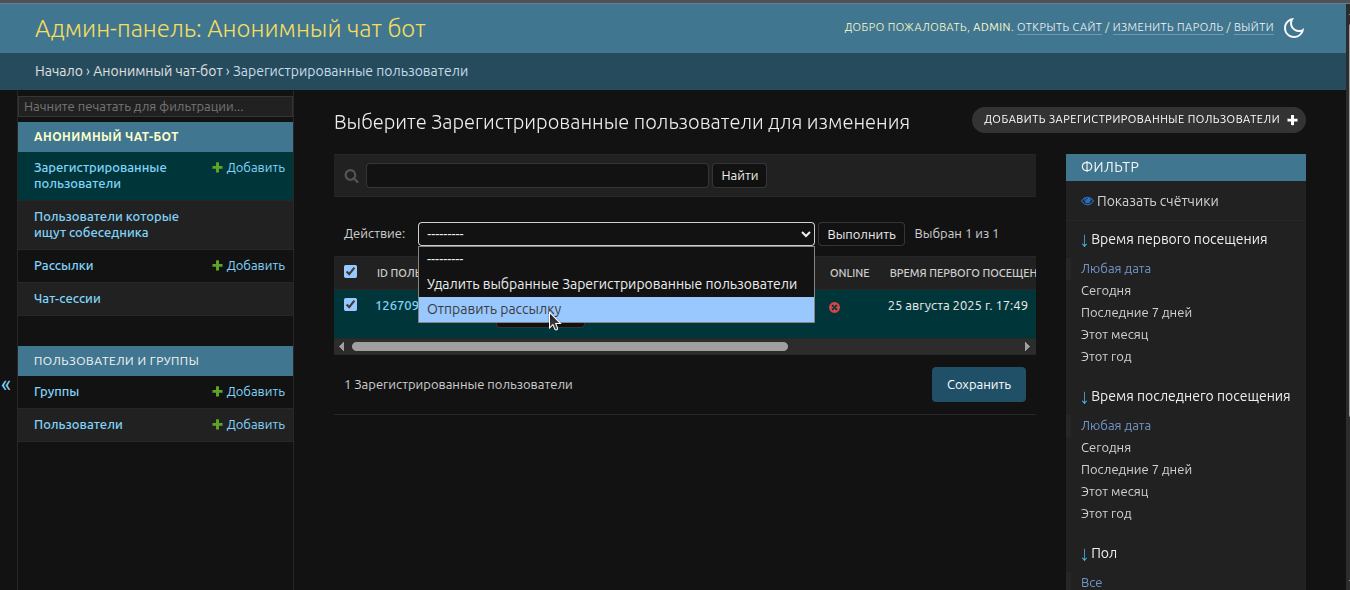 Админ-панель: Анонимный чат бот
ДОБРО ПОЖАЛОВАТЬ, ADMIN. ОТКРЫТЬ САЙТ / ИЗМЕНИТЬ ПАРОЛЬ / ВЫЙТИ
Начало › Анонимный чат-бот › Зарегистрированные пользователи
Начните печатать для фильтрации...
АНОНИМНЫЙ ЧАТ-БОТ
Зарегистрированные пользователи
Добавить
Пользователи которые ищут собеседника
Рассылки
Добавить
Чат-сессии
ПОЛЬЗОВАТЕЛИ И ГРУППЫ
Группы
Добавить
Пользователи
Добавить
«
Выберите Зарегистрированные пользователи для изменения
ДОБАВИТЬ ЗАРЕГИСТРИРОВАННЫЕ ПОЛЬЗОВАТЕЛИ
Найти
Действие:
---------
Выполнить
Выбран 1 из 1
---------
Удалить выбранные Зарегистрированные пользователи
Отправить рассылку
ID ПОЛЬ
ONLINE
ВРЕМЯ ПЕРВОГО ПОСЕЩЕН
126709
25 августа 2025 г. 17:49
1 Зарегистрированные пользователи
Сохранить
ФИЛЬТР
Показать счётчики
↓ Время первого посещения
Любая дата
Сегодня
Последние 7 дней
Этот месяц
Этот год
↓ Время последнего посещения
Любая дата
Сегодня
Последние 7 дней
Этот месяц
Этот год
↓ Пол
Все